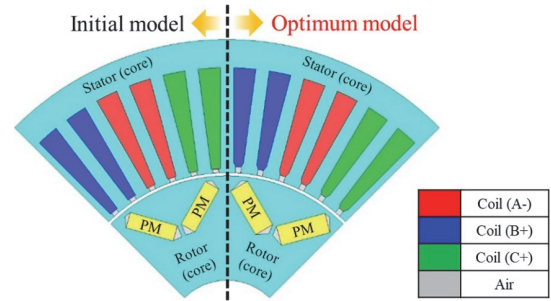 Initial model
Optimum model
Stator (core)
Stator (core)
PM
PM
PM
PM
Rotor
(core)
Rotor
(core)
Coil (A-)
Coil (B+)
Coil (C+)
Air